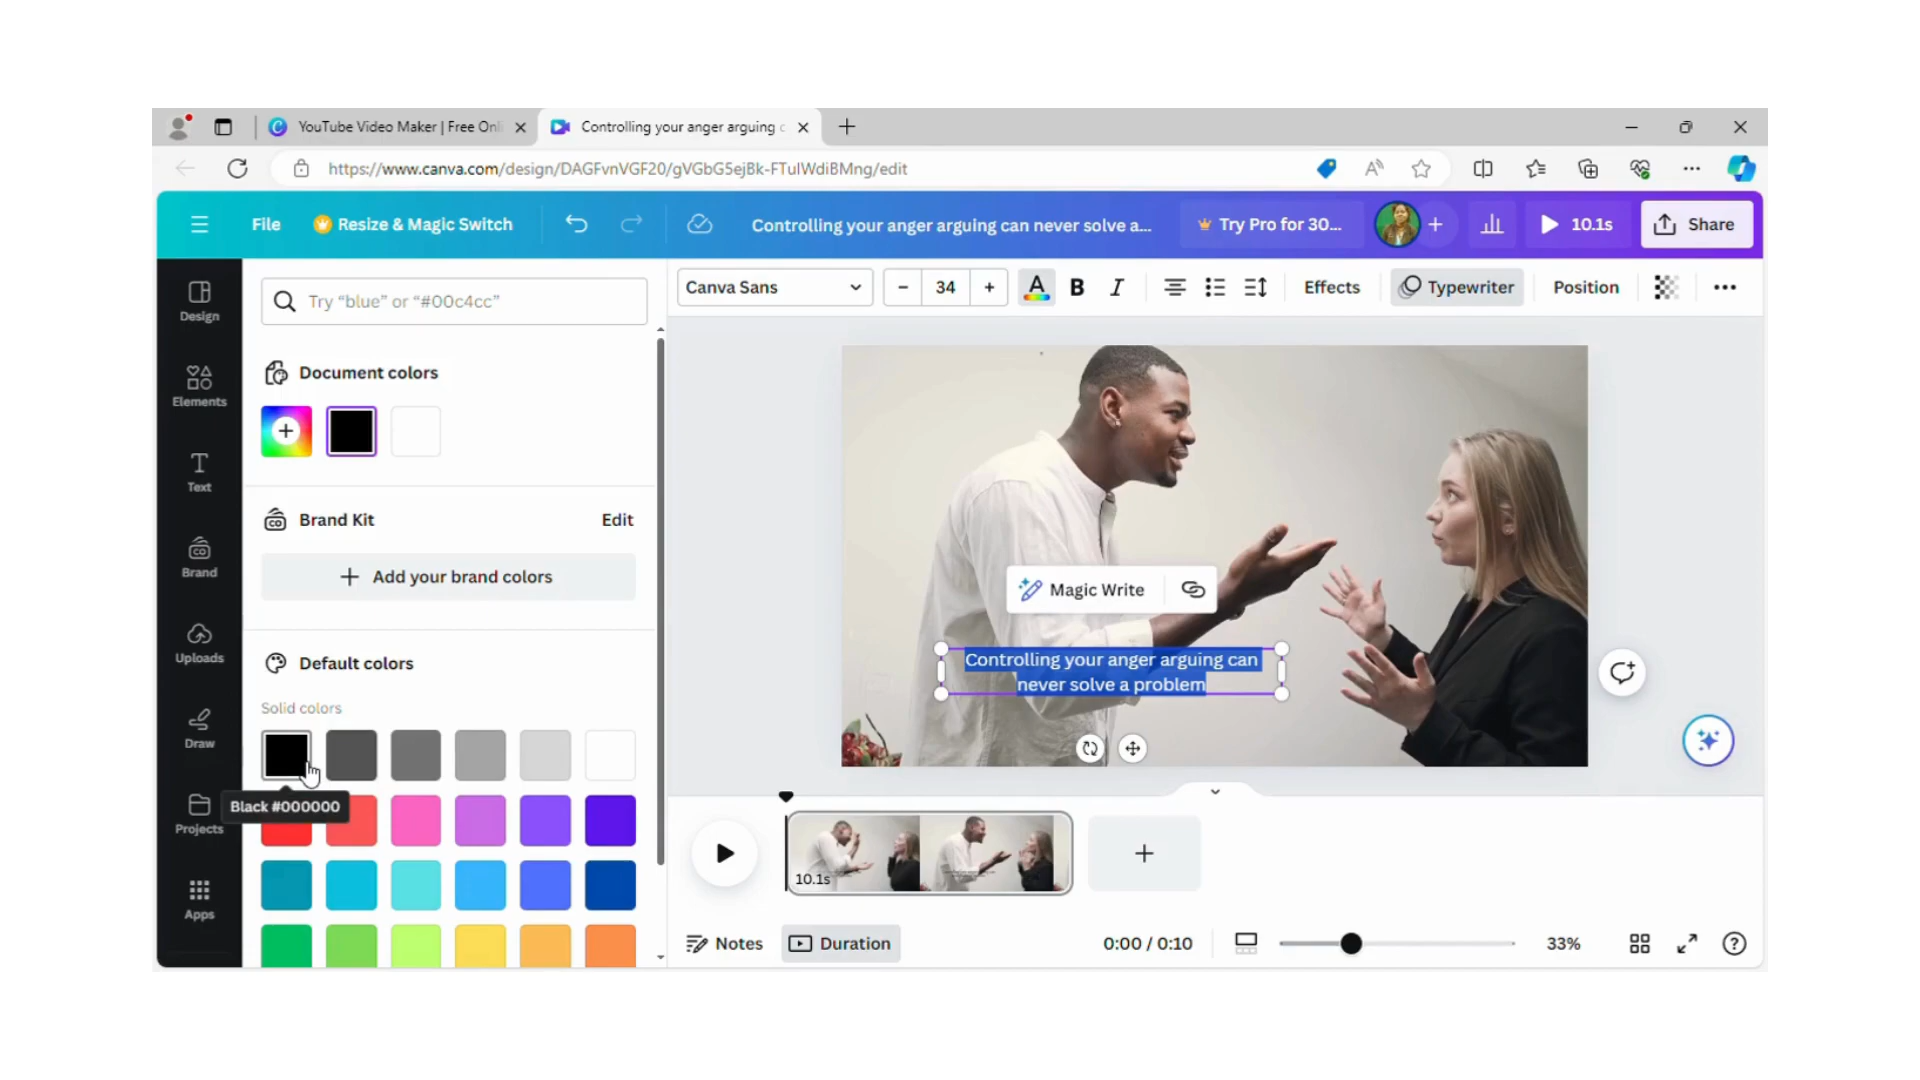 YouTube Video Maker | Free Onl
Controlling your anger arguing c
https://www.canva.com/design/DAGFvnVGF20/gVGbG5ejBk-FTulWdiBMng/edit
File
Resize & Magic Switch
Controlling your anger arguing can never solve a...
Try Pro for 30...
10.1s
Share
Design
Elements
Text
Brand
Uploads
Draw
Projects
Apps
Try “blue” or “#00c4cc”
Document colors
Brand Kit
Edit
Add your brand colors
Default colors
Solid colors
Black #000000
Canva Sans
34
A
B
I
Effects
Typewriter
Position
Magic Write
Controlling your anger arguing can
never solve a problem
10.1s
Notes
Duration
0:00 / 0:10
33%